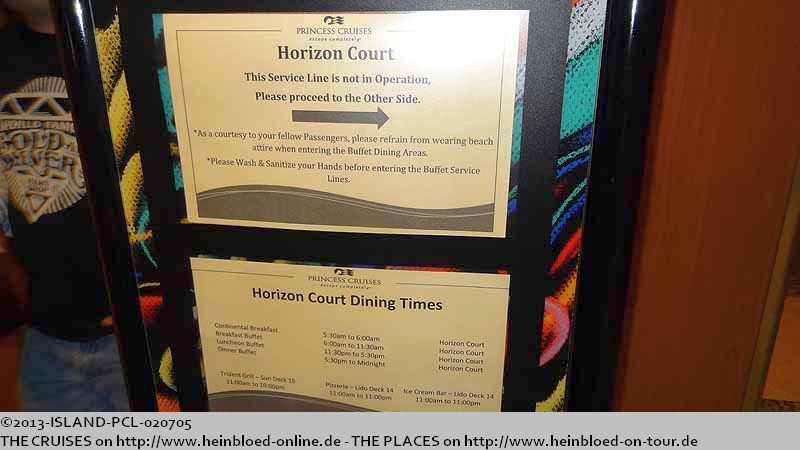 PRINCESS CRUISES
escape completely
Horizon Court
This Service Line is not in Operation,
Please proceed to the Other Side.
*As a courtesy to your fellow Passengers, please refrain from wearing beach
attire when entering the Buffet Dining Areas.
*Please Wash & Sanitize your Hands before entering the Buffet Service
Lines.
WORLD FAM
PRINCESS CRUISES
escape completely
Horizon Court Dining Times
Continental Breakfast 5:30am to 6:00am Horizon Court
Breakfast Buffet 6:00am to 11:30am Horizon Court
Luncheon Buffet 11:30pm to 5:30pm Horizon Court
Dinner Buffet 5:30pm to Midnight Horizon Court
Trident Grill – Sun Deck 15 Pizzeria – Lido Deck 14 Ice Cream Bar – Lido Deck 14
11:00am to 10:00pm 11:00am to 11:00pm 11:00am to 11:00pm
©2013-ISLAND-PCL-020705
THE CRUISES on http://www.heinbloed-online.de - THE PLACES on http://www.heinbloed-on-tour.de